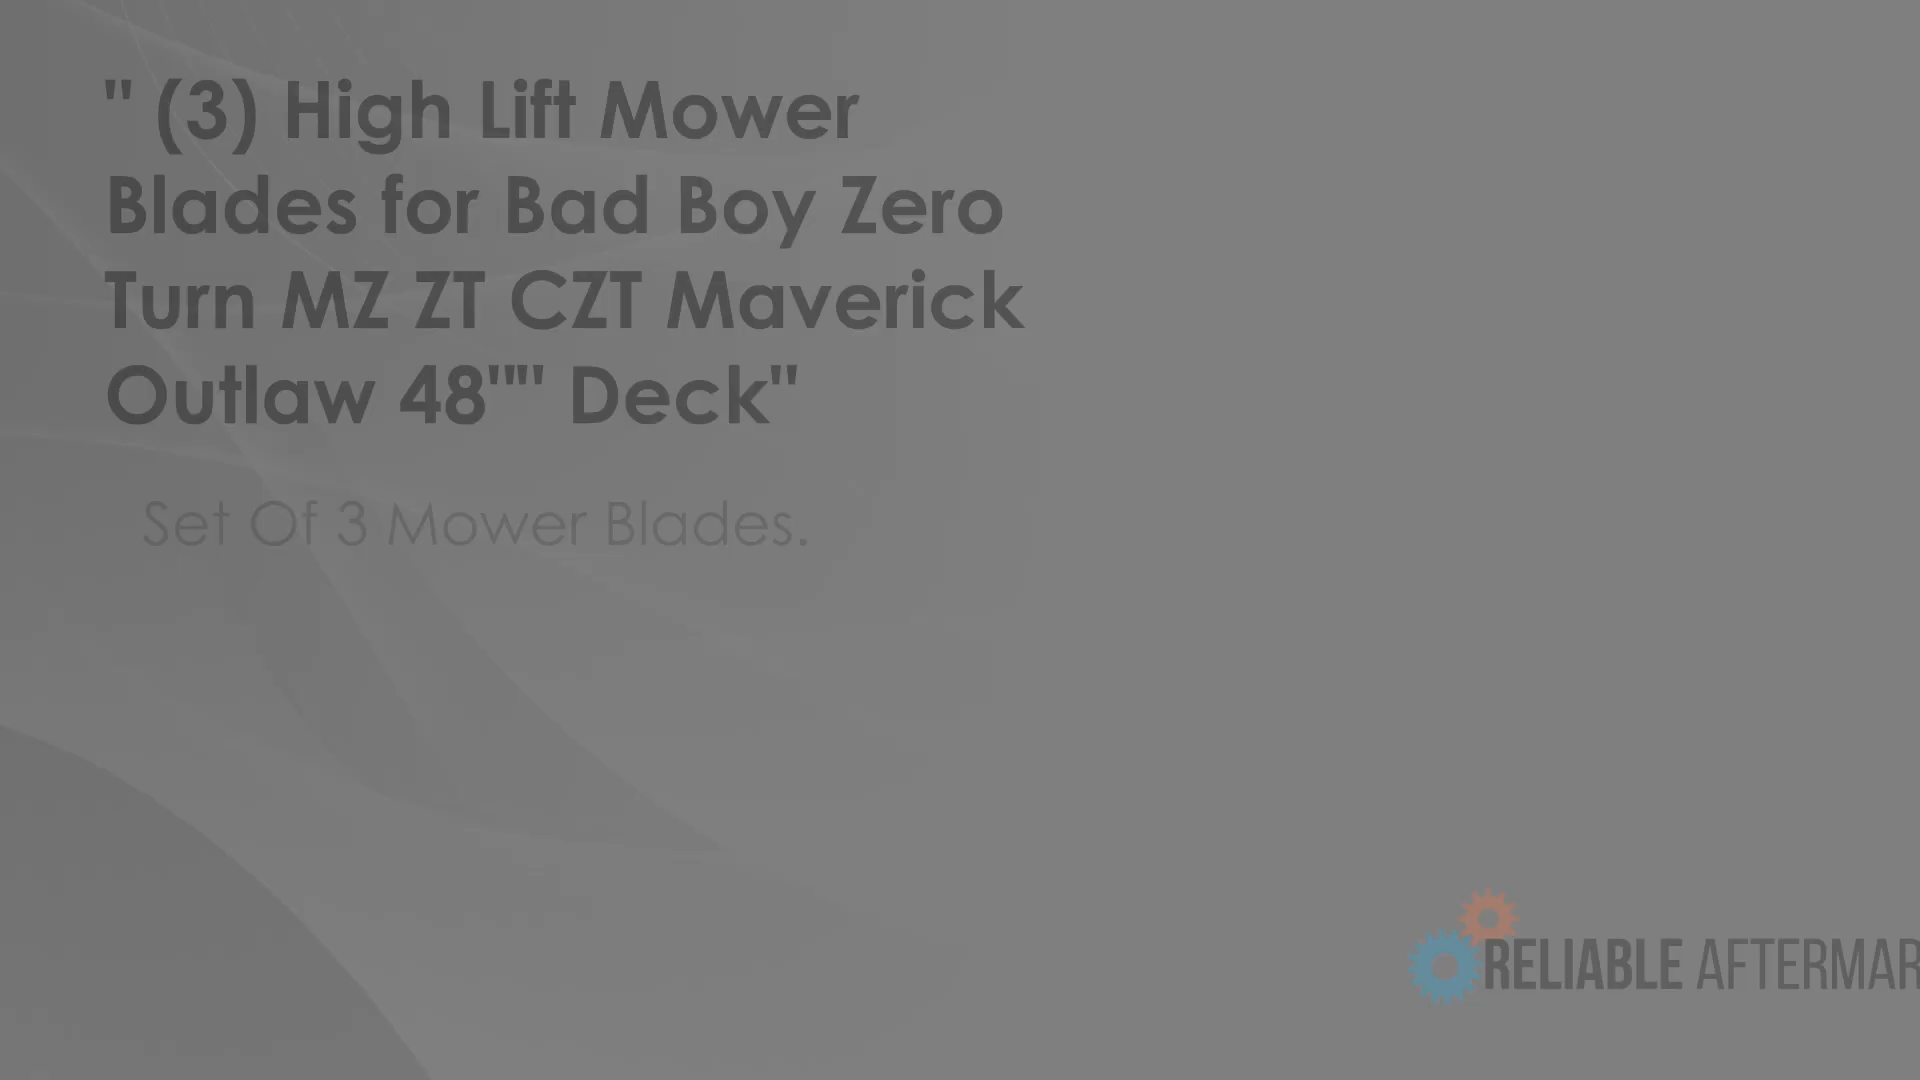 " (3) High Lift Mower
Blades for Bad Boy Zero
Turn MZ ZT CZT Maverick
Outlaw 48"" Deck"
Set Of 3 Mower Blades.
RELIABLE AFTERMAR